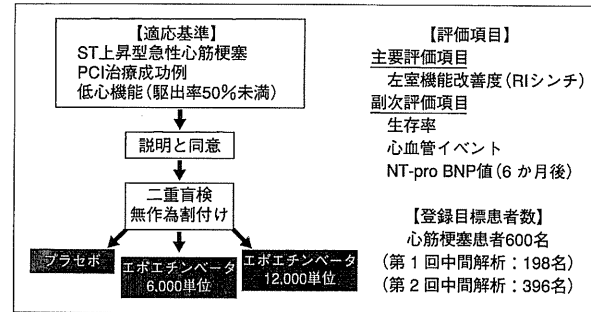 【適応基準】
ST上昇型急性心筋梗塞
PCI治療成功例
低心機能(駆出率50%未満)
説明と同意
二重盲検
無作為割付け
プラセボ
エポエチンベータ
6,000単位
エポエチンベータ
12,000単位
【評価項目】
主要評価項目
左室機能改善度(RIシンチ)
副次評価項目
生存率
心血管イベント
NT-pro BNP値(6 か月後)
【登録目標患者数】
心筋梗塞患者600名
(第 1 回中間解析:198名)
(第 2 回中間解析:396名)